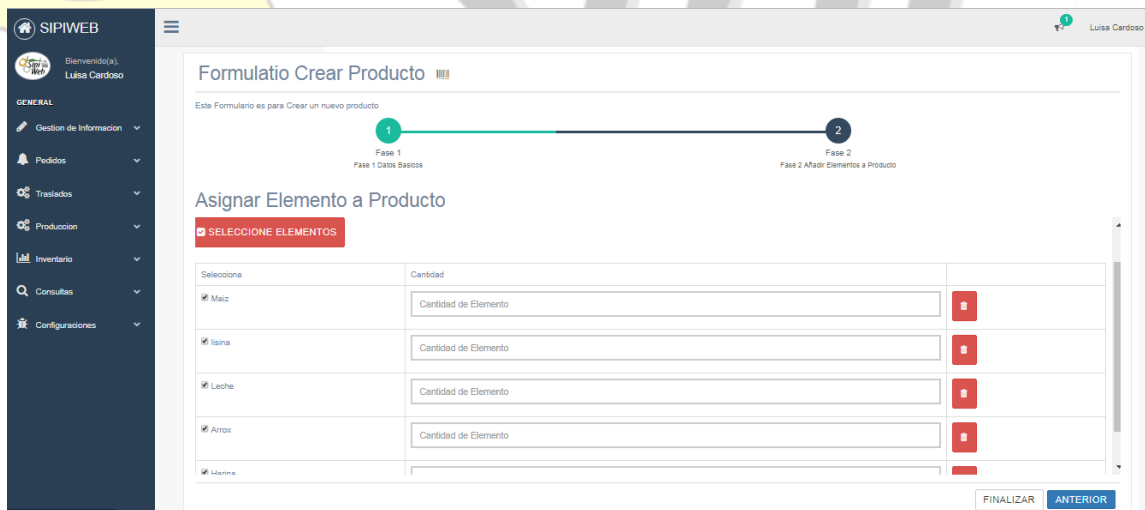 SIPIWEB
1
Luisa Cardoso
Sipi
Web
Bienvenido(a),
Luisa Cardoso
GENERAL
Gestion de Informacion
Pedidos
Traslados
Produccion
Inventario
Consultas
Configuraciones
Formulatio Crear Producto
Este Formulario es para Crear un nuevo producto
1
2
Fase 1
Fase 2
Fase 1 Datos Basicos
Fase 2 Añadir Elementos a Producto
Asignar Elemento a Producto
SELECCIONE ELEMENTOS
Selecciona
Cantidad
Maiz
Cantidad de Elemento
lisina
Cantidad de Elemento
Leche
Cantidad de Elemento
Arrox
Cantidad de Elemento
Harina
FINALIZAR
ANTERIOR